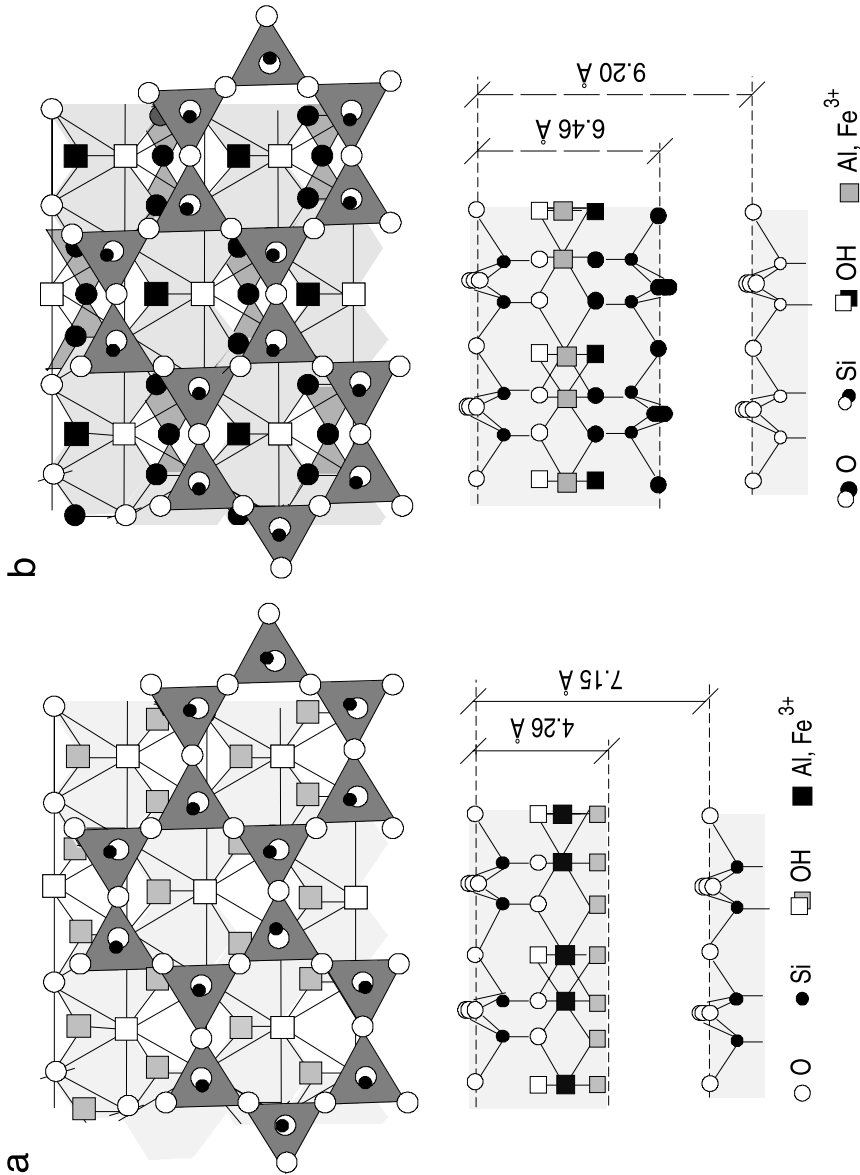 b
9.20 Å
6.46 Å
O
Si
OH
Al, Fe³⁺
a
7.15 Å
4.26 Å
O
Si
OH
Al, Fe³⁺